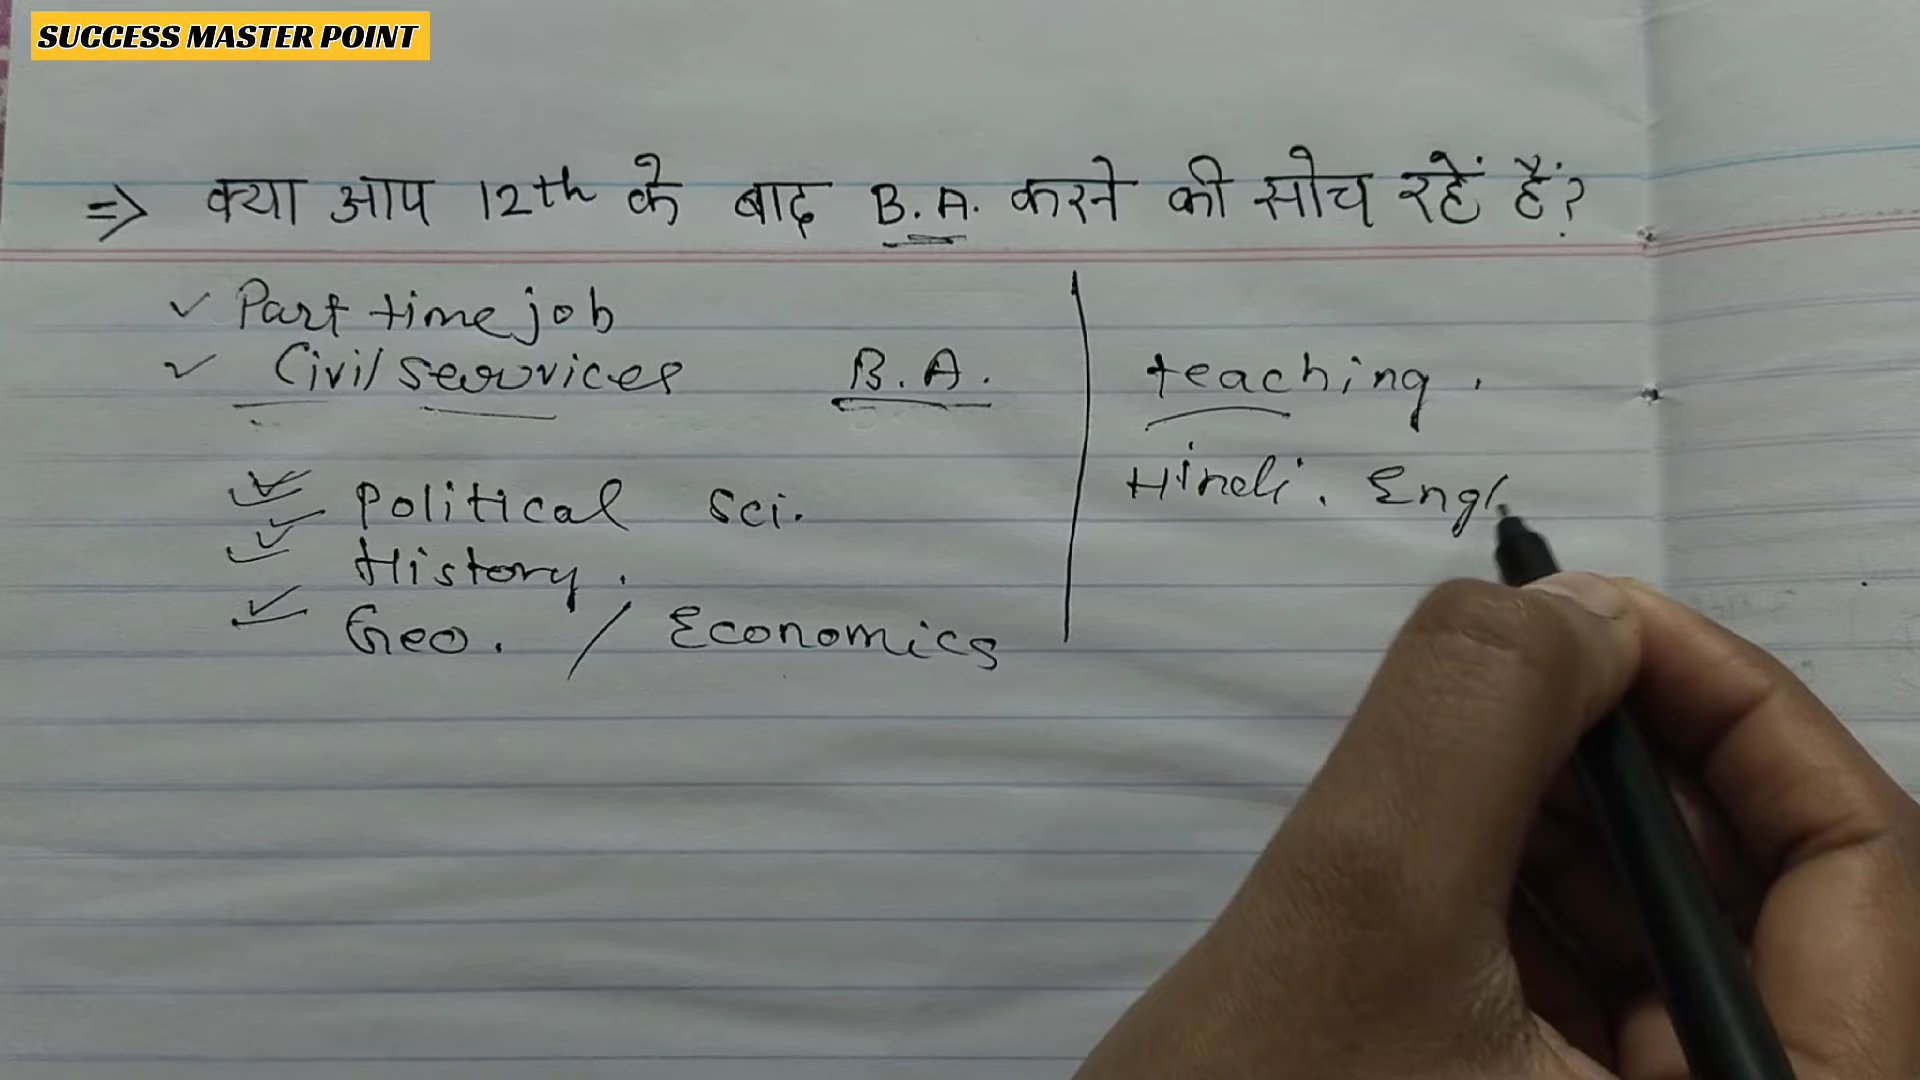 SUCCESS MASTER POINT
=> क्या आप 12th के बाद B.A. करने की सोच रहें हैं?
✓ Part time job
✓ Civil services B.A.
Political Sci.
History.
Geo. / Economics
teaching.
Hindi. Engl